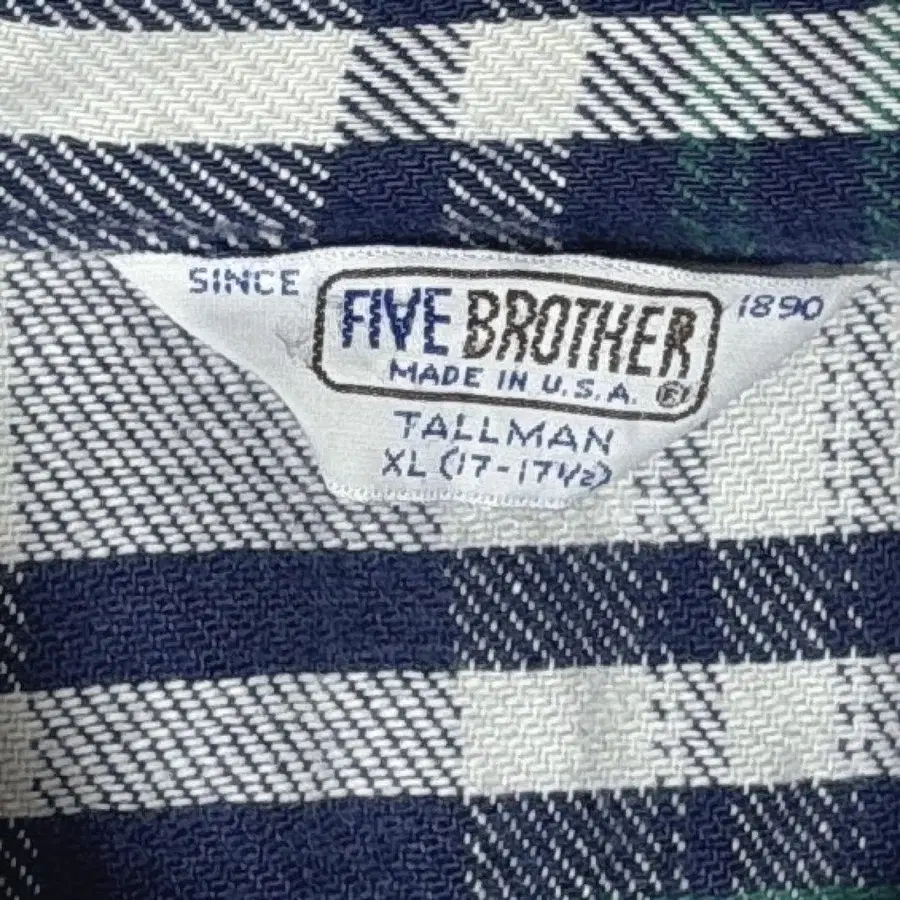 SINCE 1890
FIVE BROTHER
MADE IN U.S.A. ®
TALLMAN
XL (17-17½)